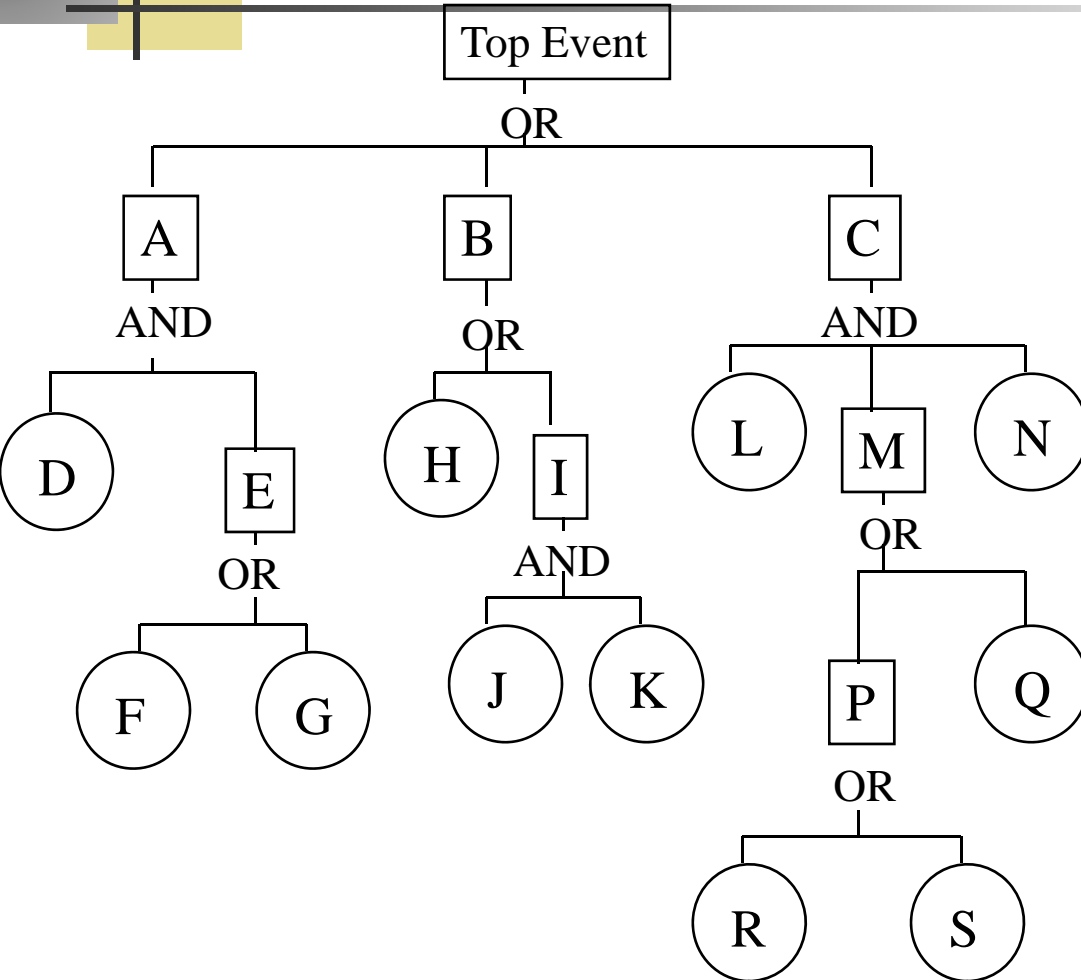 Top Event
OR
A B C
AND OR AND
D E H I L M N
OR AND OR
F G J K P Q
OR
R S